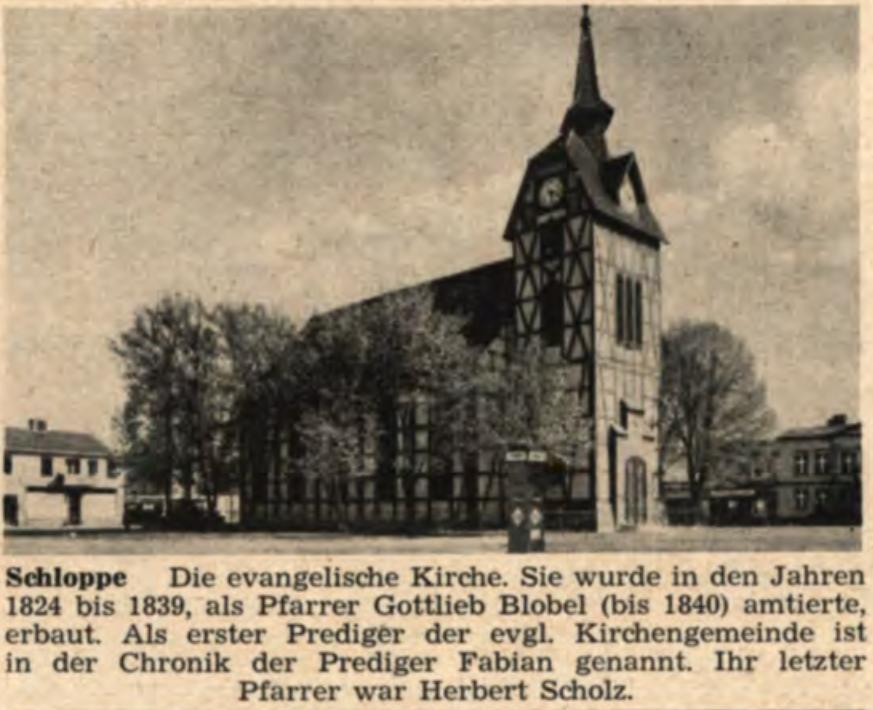 Schloppe Die evangelische Kirche. Sie wurde in den Jahren
1824 bis 1839, als Pfarrer Gottlieb Blobel (bis 1840) amtierte,
erbaut. Als erster Prediger der evgl. Kirchengemeinde ist
in der Chronik der Prediger Fabian genannt. Ihr letzter
Pfarrer war Herbert Scholz.